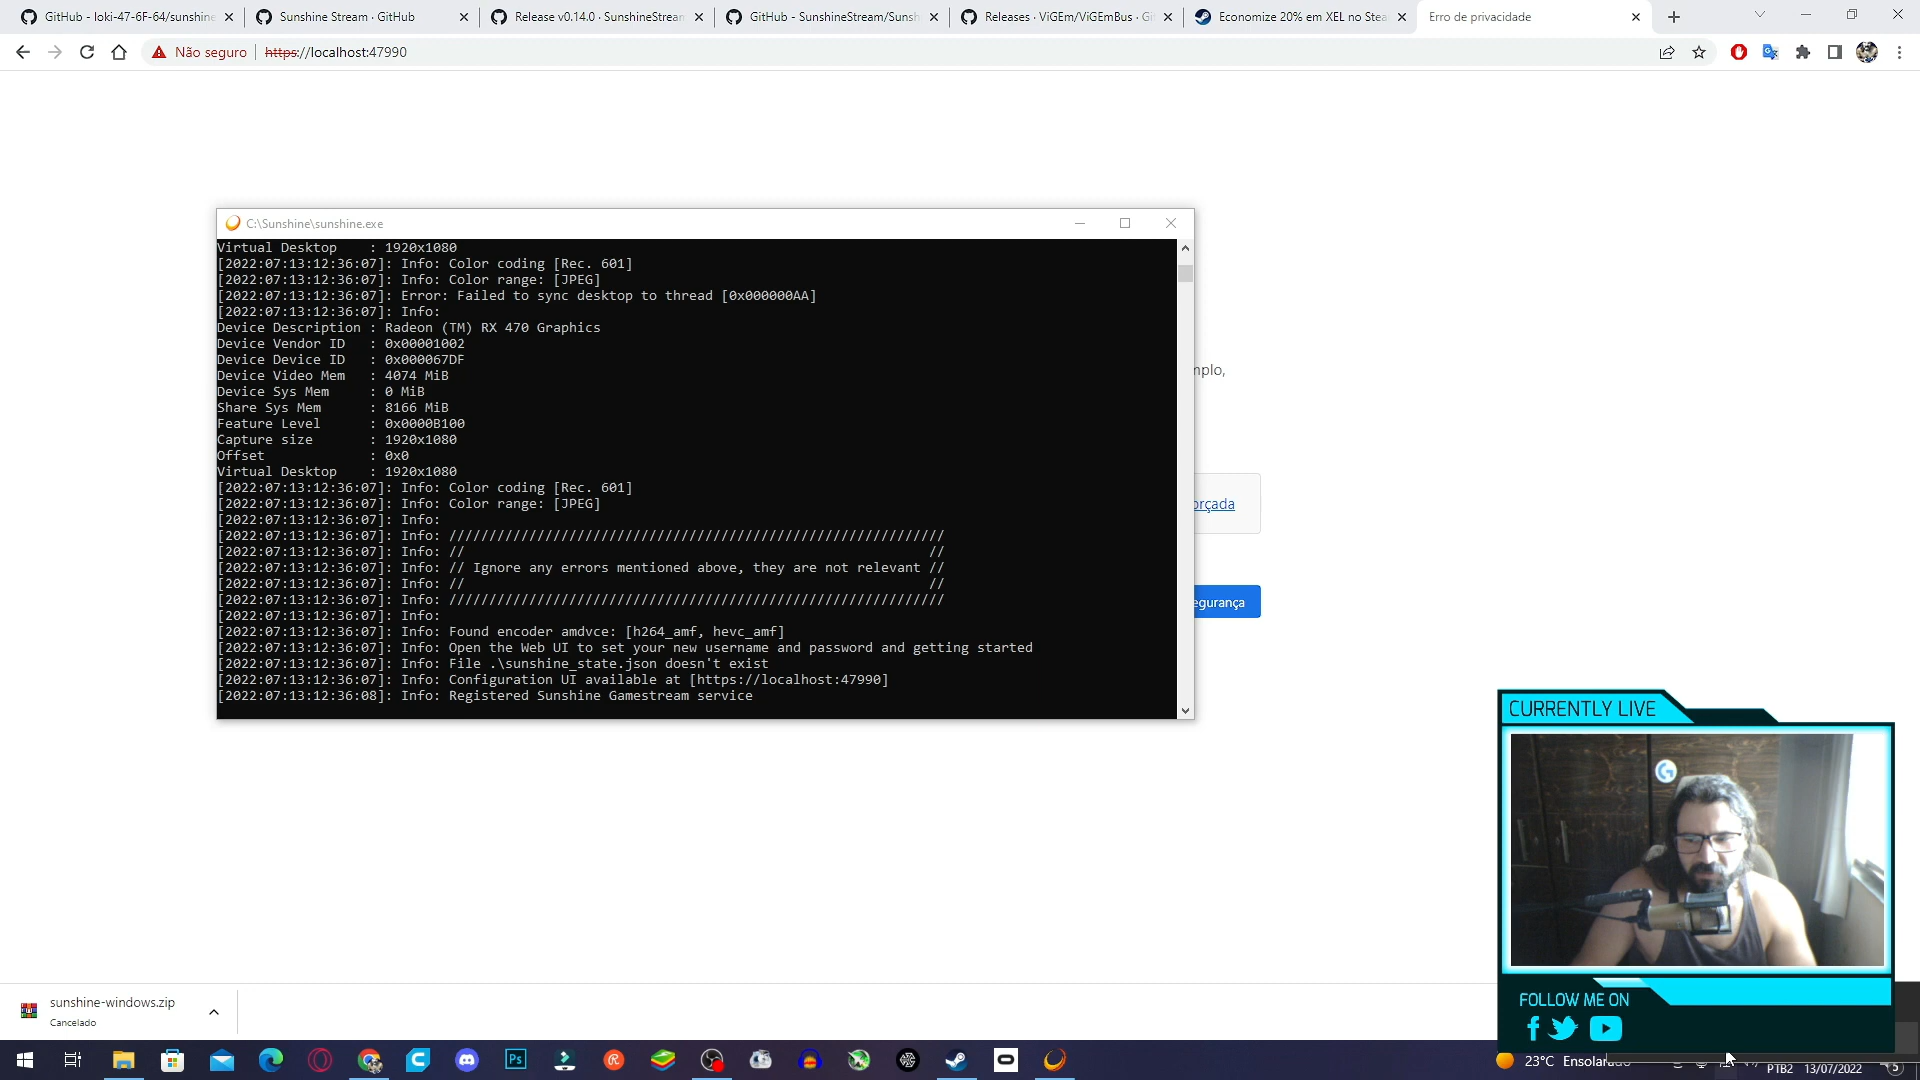 GitHub - loki-47-6F-64/sunshine
Sunshine Stream · GitHub
Release v0.14.0 · SunshineStream
GitHub - SunshineStream/Sunsh
Releases · ViGEm/ViGEmBus · Git
Economize 20% em XEL no Stea
Erro de privacidade
Não seguro
https://localhost:47990
C:\Sunshine\sunshine.exe
Virtual Desktop : 1920x1080
[2022:07:13:12:36:07]: Info: Color coding [Rec. 601]
[2022:07:13:12:36:07]: Info: Color range: [JPEG]
[2022:07:13:12:36:07]: Error: Failed to sync desktop to thread [0x000000AA]
[2022:07:13:12:36:07]: Info:
Device Description : Radeon (TM) RX 470 Graphics
Device Vendor ID : 0x00001002
Device Device ID : 0x000067DF
Device Video Mem : 4074 MiB
Device Sys Mem : 0 MiB
Share Sys Mem : 8166 MiB
Feature Level : 0x0000B100
Capture size : 1920x1080
Offset : 0x0
Virtual Desktop : 1920x1080
[2022:07:13:12:36:07]: Info: Color coding [Rec. 601]
[2022:07:13:12:36:07]: Info: Color range: [JPEG]
[2022:07:13:12:36:07]: Info:
[2022:07:13:12:36:07]: Info: //////////////////////////////////////////////////////////////
[2022:07:13:12:36:07]: Info: // //
[2022:07:13:12:36:07]: Info: // Ignore any errors mentioned above, they are not relevant //
[2022:07:13:12:36:07]: Info: // //
[2022:07:13:12:36:07]: Info: //////////////////////////////////////////////////////////////
[2022:07:13:12:36:07]: Info:
[2022:07:13:12:36:07]: Info: Found encoder amdvce: [h264_amf, hevc_amf]
[2022:07:13:12:36:07]: Info: Open the Web UI to set your new username and password and getting started
[2022:07:13:12:36:07]: Info: File .\sunshine_state.json doesn't exist
[2022:07:13:12:36:07]: Info: Configuration UI available at [https://localhost:47990]
[2022:07:13:12:36:08]: Info: Registered Sunshine Gamestream service
mplo,
orçada
egurança
CURRENTLY LIVE
FOLLOW ME ON
sunshine-windows.zip
Cancelado
23°C
PTB2
13/07/2022
5